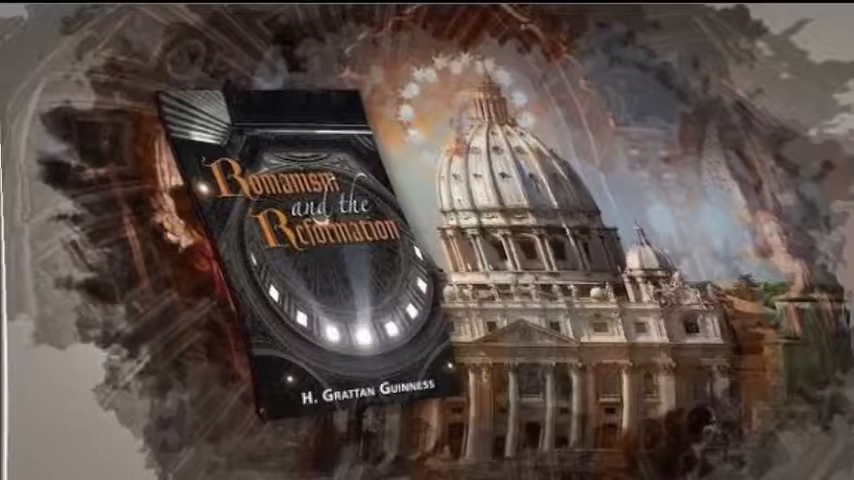 Romanism
and the
Reformation
H. Grattan Guinness